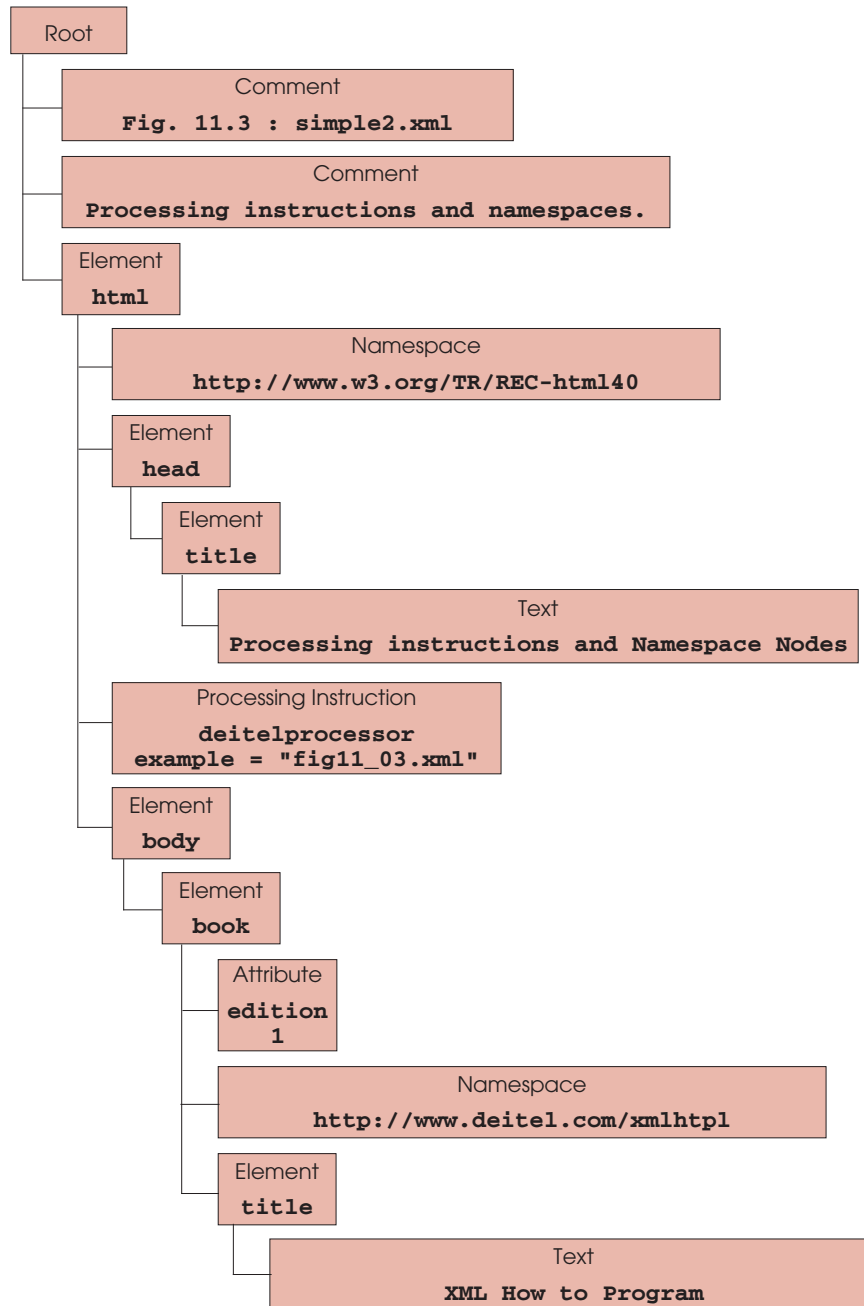 Root
Comment
Fig. 11.3 : simple2.xml
Comment
Processing instructions and namespaces.
Element
html
Namespace
http://www.w3.org/TR/REC-html40
Element
head
Element
title
Text
Processing instructions and Namespace Nodes
Processing Instruction
deitelprocessor
example = "fig11_03.xml"
Element
body
Element
book
Attribute
edition
1
Namespace
http://www.deitel.com/xmlhtp1
Element
title
Text
XML How to Program